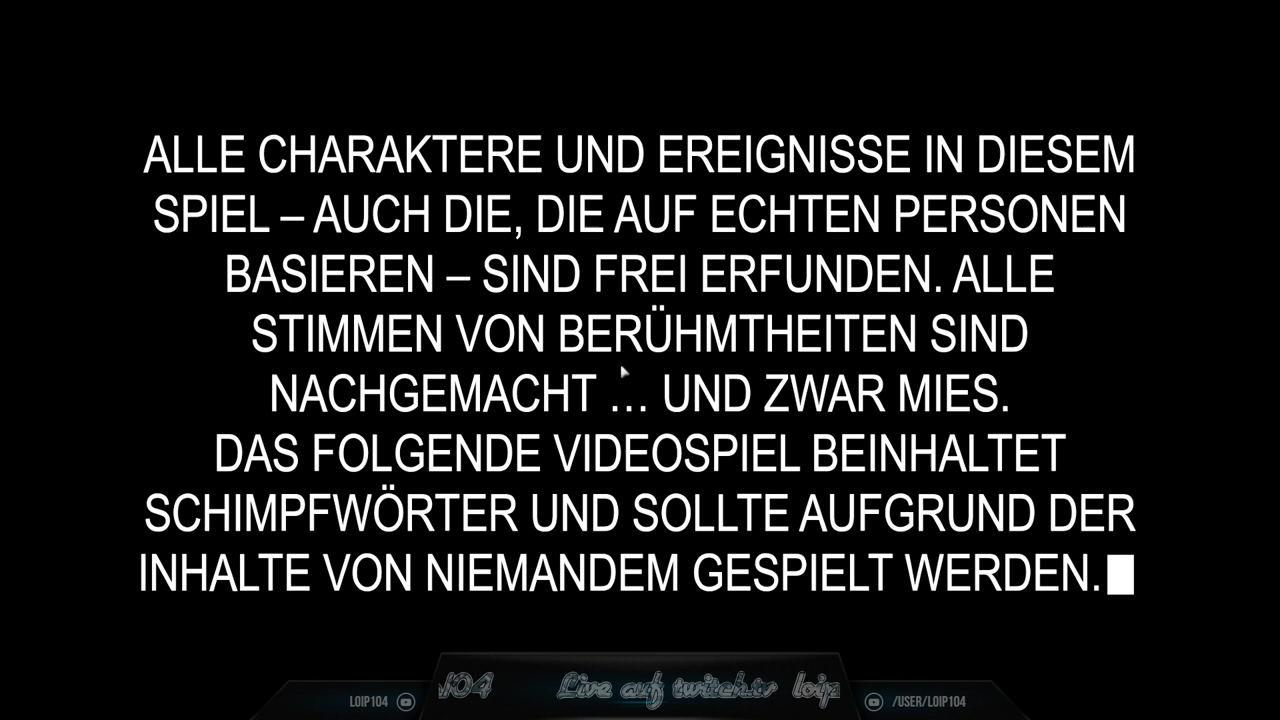 ALLE CHARAKTERE UND EREIGNISSE IN DIESEM
SPIEL – AUCH DIE, DIE AUF ECHTEN PERSONEN
BASIEREN – SIND FREI ERFUNDEN. ALLE
STIMMEN VON BERÜHMTHEITEN SIND
NACHGEMACHT … UND ZWAR MIES.
DAS FOLGENDE VIDEOSPIEL BEINHALTET
SCHIMPFWÖRTER UND SOLLTE AUFGRUND DER
INHALTE VON NIEMANDEM GESPIELT WERDEN.
LOIP104
104 Live auf twitch.tv loip
/USER/LOIP104